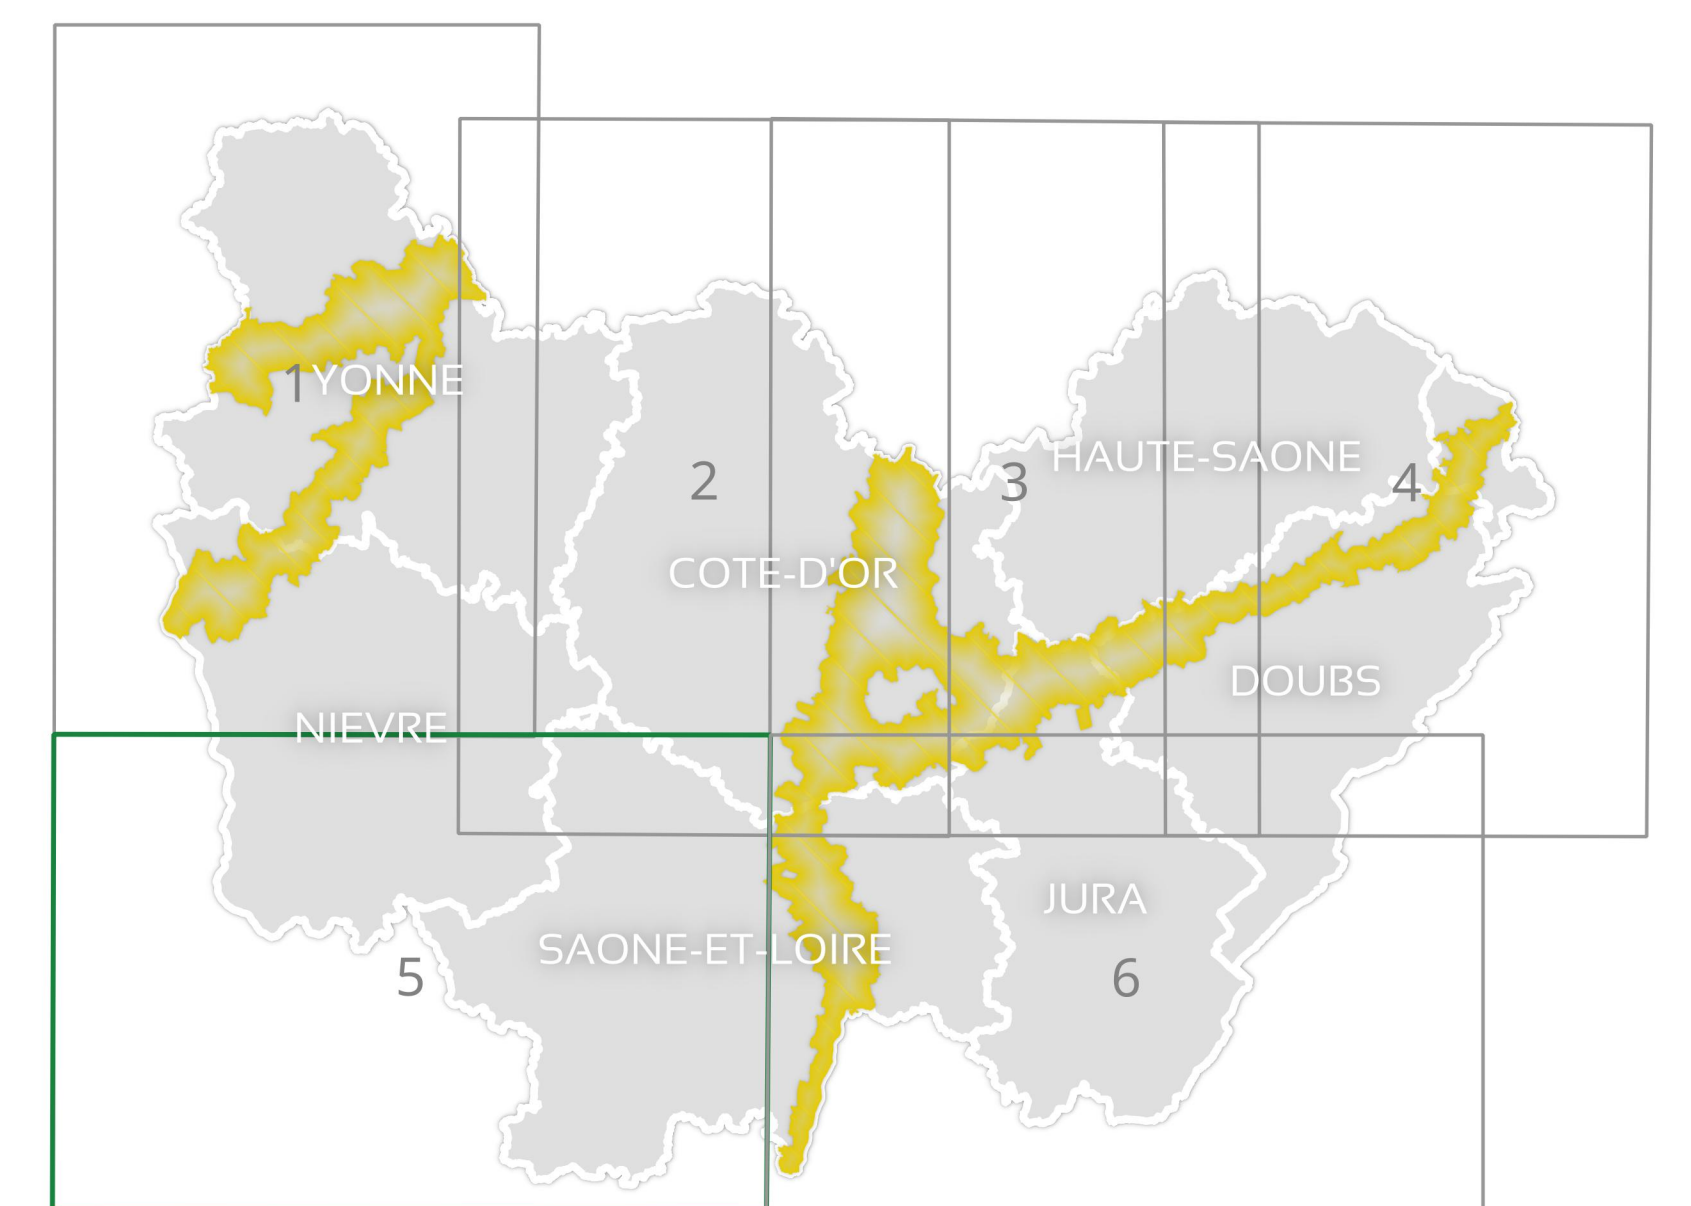 1 YONNE
2
3
HAUTE-SAONE
4
COTE-D'OR
DOUBS
NIEVRE
JURA
SAONE-ET-LOIRE
5
6